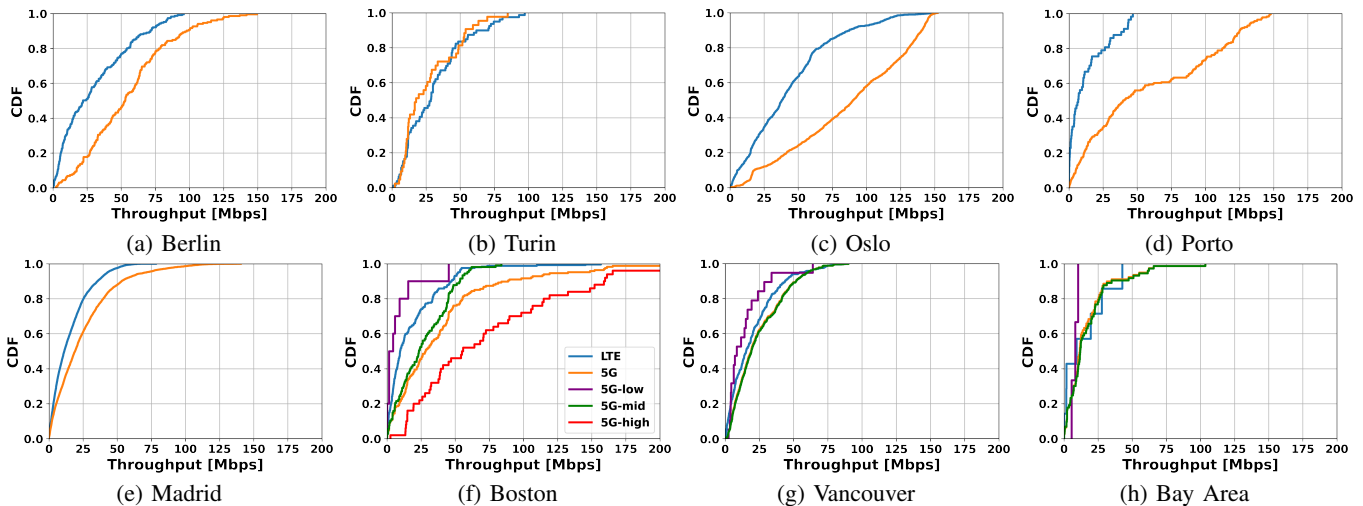 CDF
1.0
0.8
0.6
0.4
0.2
0.0
0 25 50 75 100 125 150 175 200
Throughput [Mbps]
(a) Berlin
CDF
1.0
0.8
0.6
0.4
0.2
0.0
0 25 50 75 100 125 150 175 200
Throughput [Mbps]
(b) Turin
CDF
1.0
0.8
0.6
0.4
0.2
0.0
0 25 50 75 100 125 150 175 200
Throughput [Mbps]
(c) Oslo
CDF
1.0
0.8
0.6
0.4
0.2
0.0
0 25 50 75 100 125 150 175 200
Throughput [Mbps]
(d) Porto
CDF
1.0
0.8
0.6
0.4
0.2
0.0
0 25 50 75 100 125 150 175 200
Throughput [Mbps]
(e) Madrid
CDF
1.0
0.8
0.6
0.4
0.2
0.0
LTE
5G
5G-low
5G-mid
5G-high
0 25 50 75 100 125 150 175 200
Throughput [Mbps]
(f) Boston
CDF
1.0
0.8
0.6
0.4
0.2
0.0
0 25 50 75 100 125 150 175 200
Throughput [Mbps]
(g) Vancouver
CDF
1.0
0.8
0.6
0.4
0.2
0.0
0 25 50 75 100 125 150 175 200
Throughput [Mbps]
(h) Bay Area